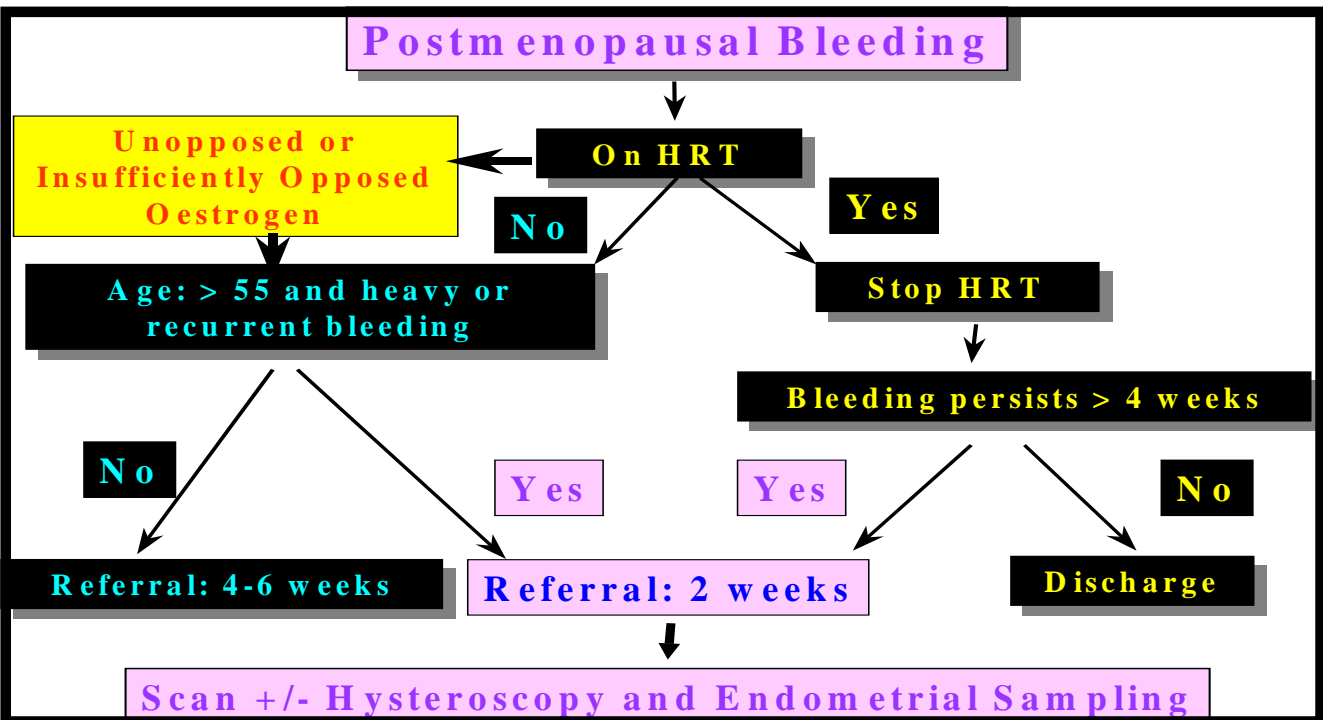 Postmenopausal Bleeding
Unopposed or
Insufficiently Opposed
Oestrogen
On HRT
No
Yes
Age: > 55 and heavy or
recurrent bleeding
Stop HRT
Bleeding persists > 4 weeks
No
Yes
Yes
No
Referral: 4-6 weeks
Referral: 2 weeks
Discharge
Scan +/- Hysteroscopy and Endometrial Sampling